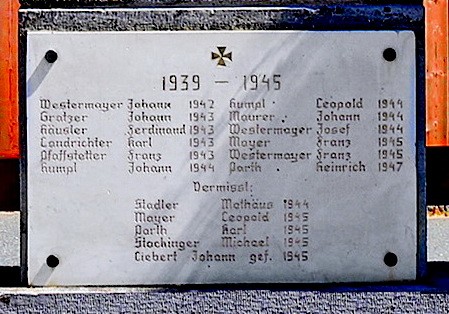 1939 — 1945
Westermayer Johann 1942 Humpl Leopold 1944
Gratzer Johann 1943 Maurer Johann 1944
Häusler Ferdinand 1943 Westermayer Josef 1944
Landrichter Karl 1943 Mayer Franz 1945
Pfaffstetter Franz 1943 Westermayer Franz 1945
Humpl Johann 1944 Parth Heinrich 1947
Vermisst:
Stadler Mathäus 1944
Mayer Leopold 1945
Parth Karl 1945
Stockinger Michael 1945
Liebert Johann gef. 1945